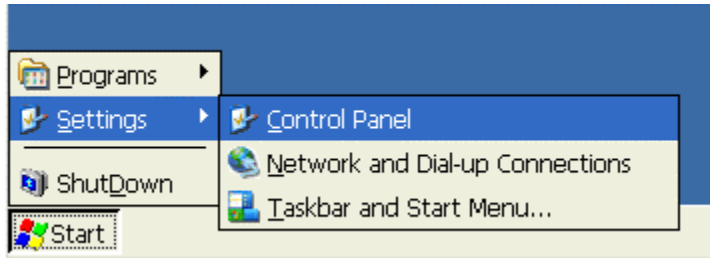 Programs
Settings
Control Panel
Network and Dial-up Connections
ShutDown
Taskbar and Start Menu...
Start